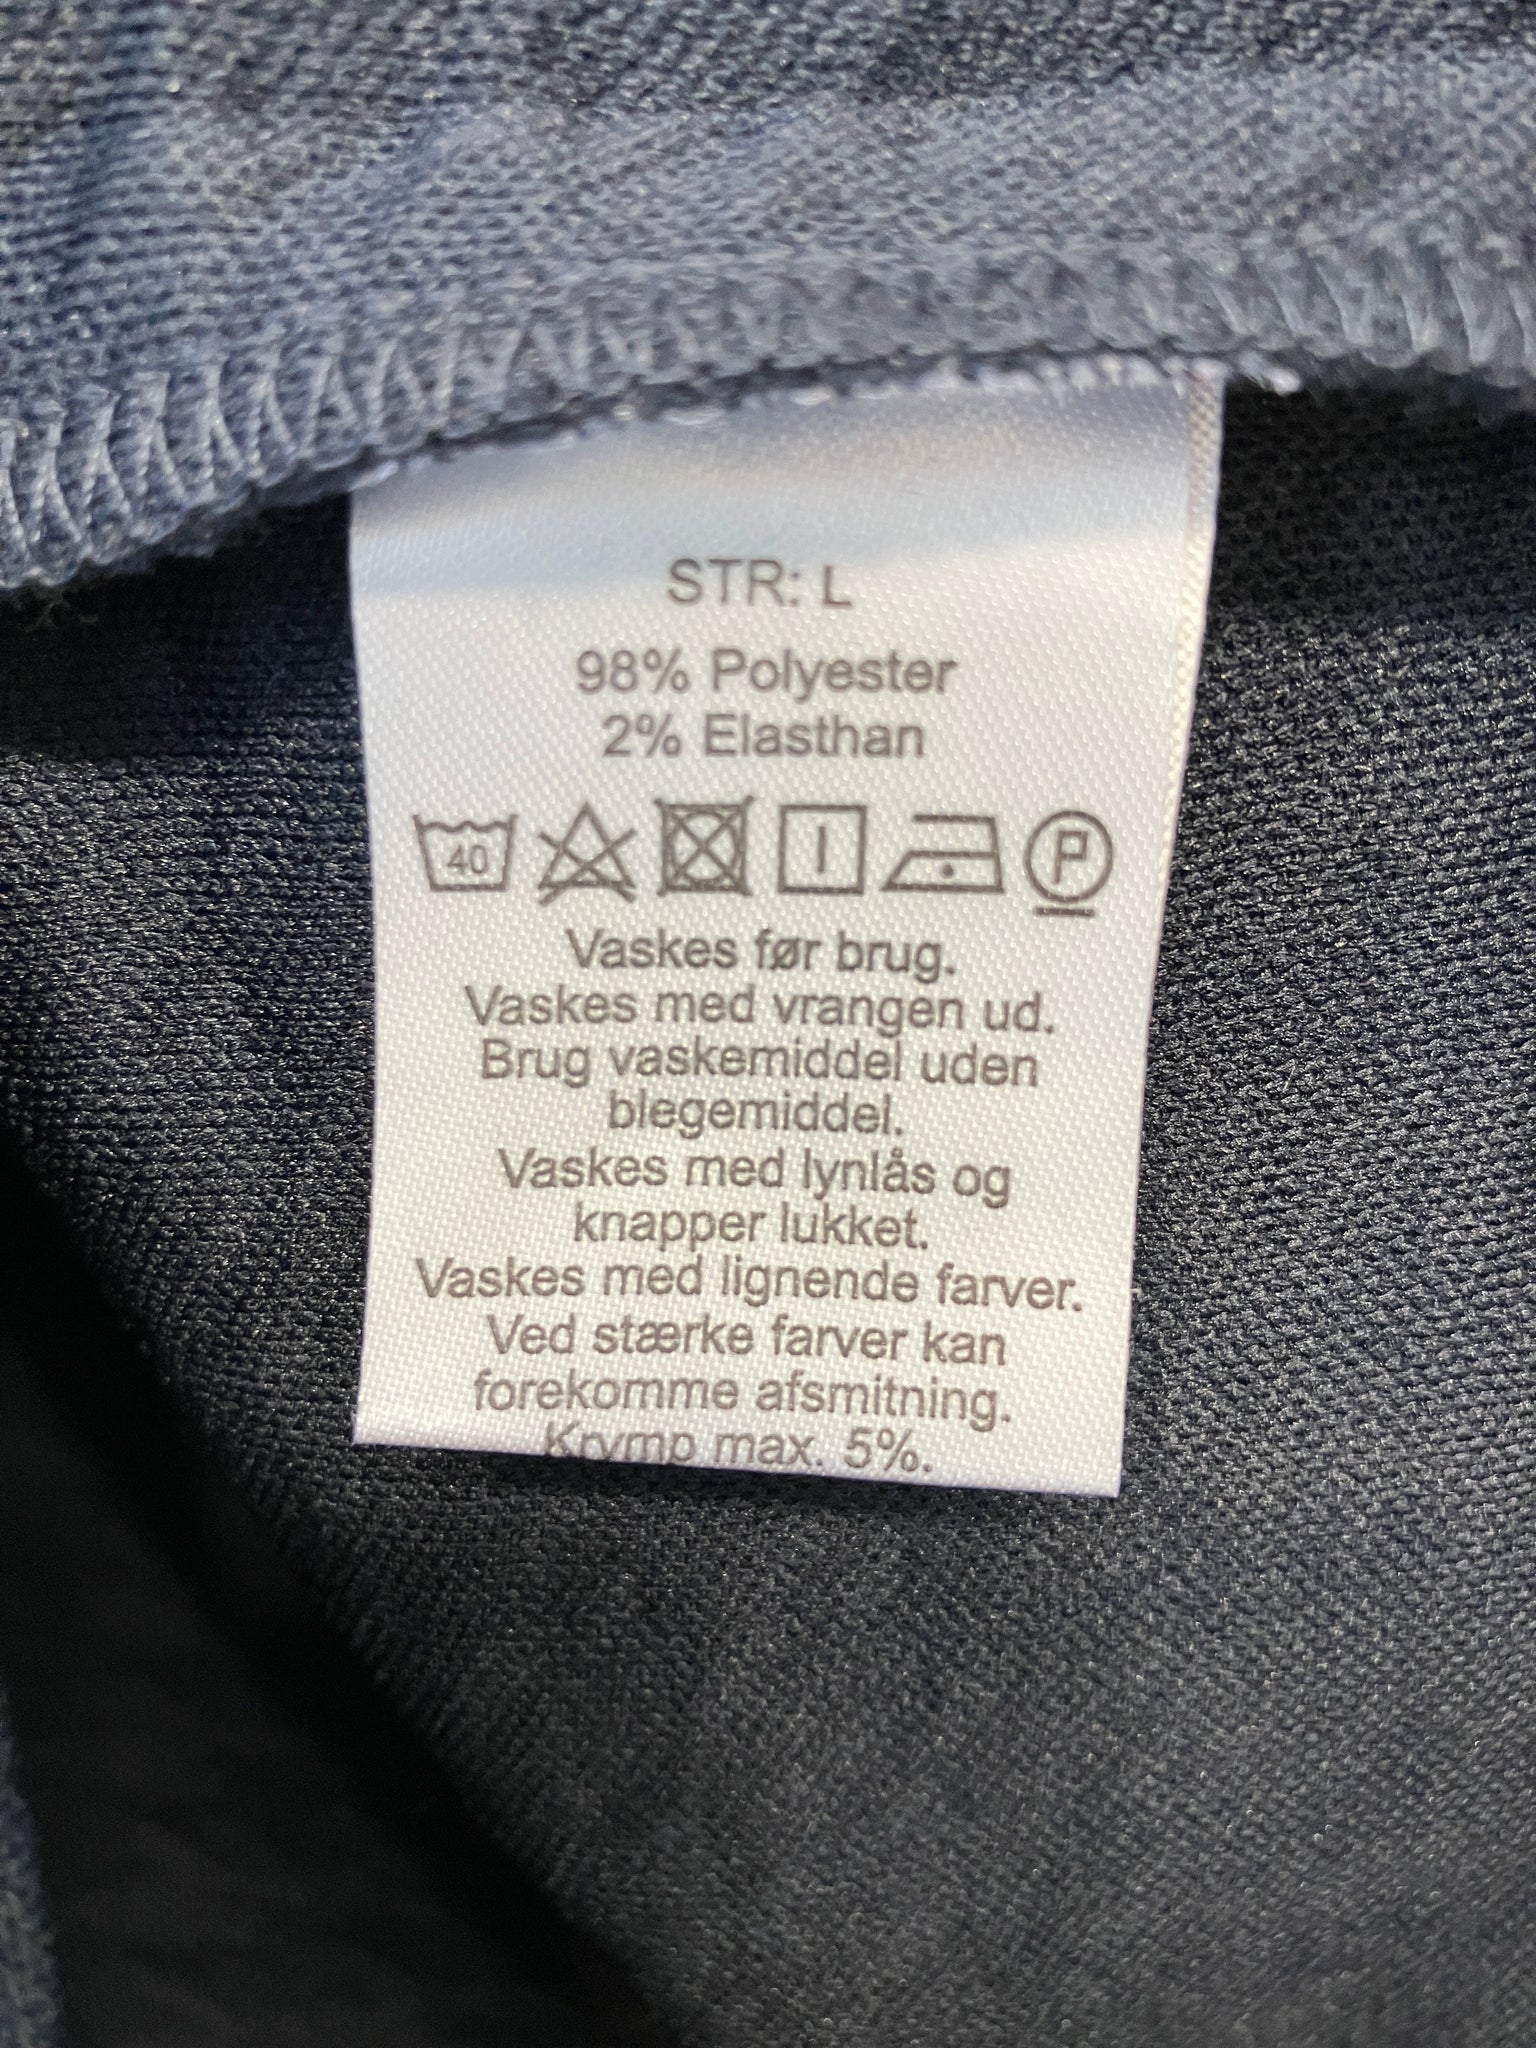 STR: L
98% Polyester
2% Elasthan
40 P
Vaskes før brug.
Vaskes med vrangen ud.
Brug vaskemiddel uden
blegemiddel.
Vaskes med lynlås og
knapper lukket.
Vaskes med lignende farver.
Ved stærke farver kan
forekomme afsmitning.
Krymp max. 5%.